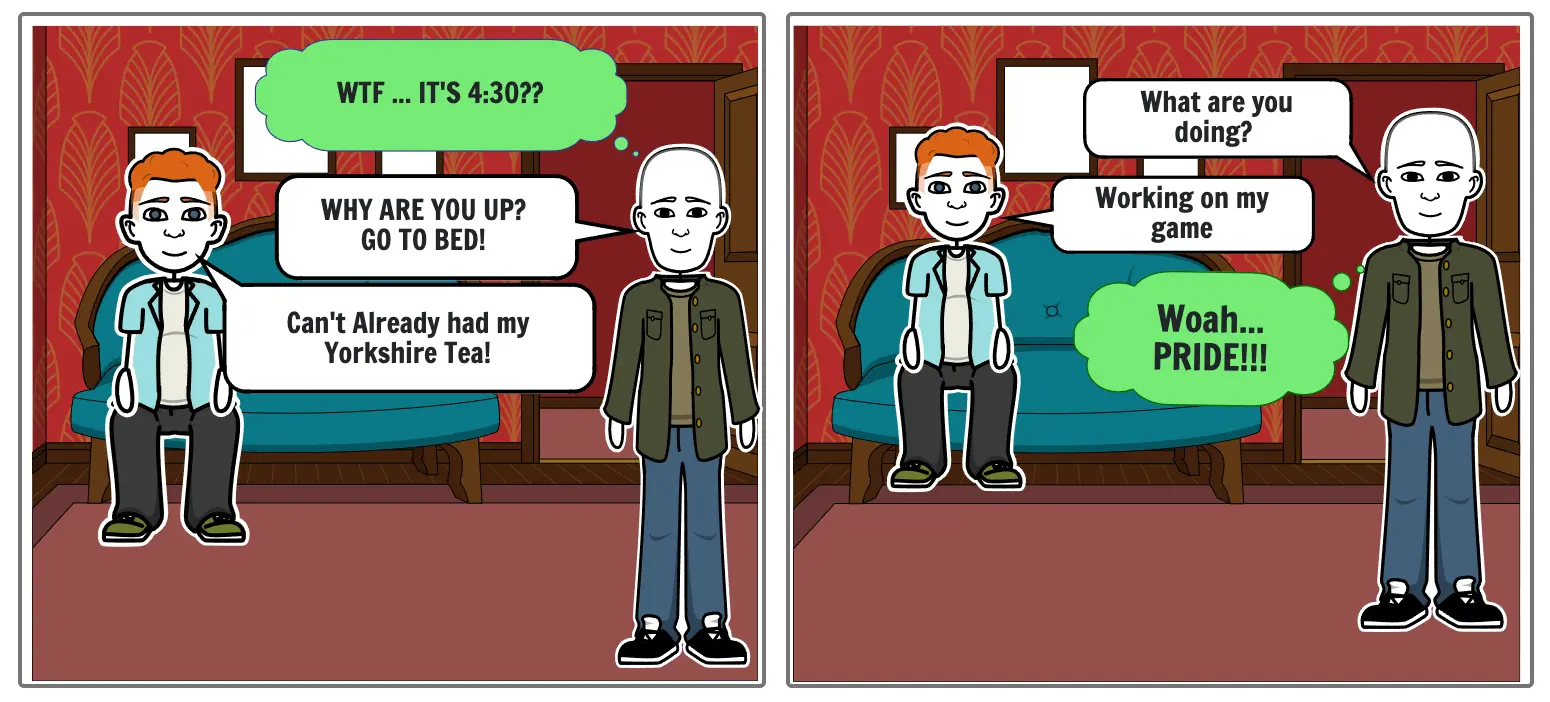 WTF ... IT'S 4:30??
WHY ARE YOU UP?
GO TO BED!
Can't Already had my
Yorkshire Tea!
What are you
doing?
Working on my
game
Woah...
PRIDE!!!